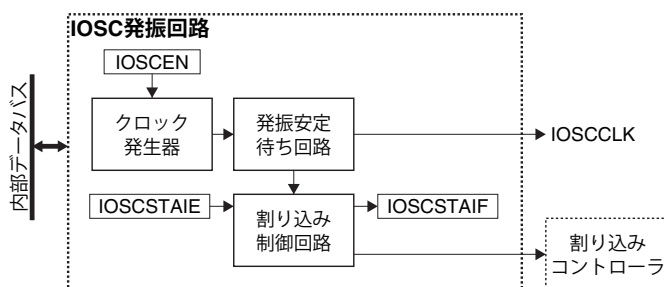 IOSC発振回路
IOSCEN
内部データバス
クロック
発生器
発振安定
待ち回路
IOSCCLK
IOSCSTAIE
割り込み
制御回路
IOSCSTAIF
割り込み
コントローラ